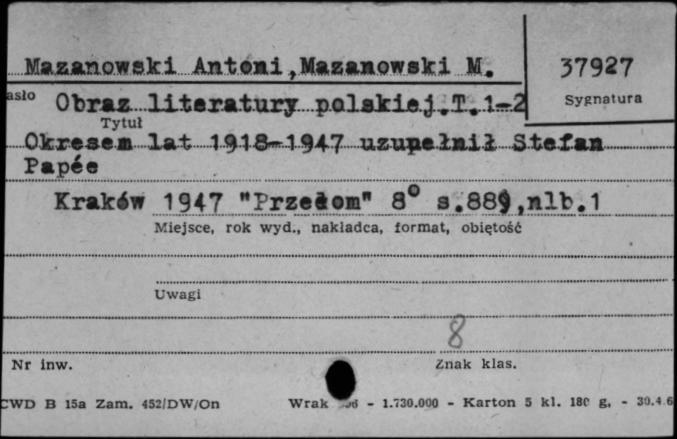 Mazanowski Antoni,Mazanowski M.
37927
Sygnatura
asło Obraz literatury polskiej.T.1-2
Tytuł
Okresem lat 1918-1947 uzupełnił Stefan
Papée
Kraków 1947 "Przełom" 8° s.889,nlb.1
Miejsce, rok wyd., nakładca, format, objętość
Uwagi
8
Nr inw.
Znak klas.
CWD B 15a Zam. 452/DW/On Wrak - 1.730.000 - Karton 5 kl. 180 g. - 30.4.6